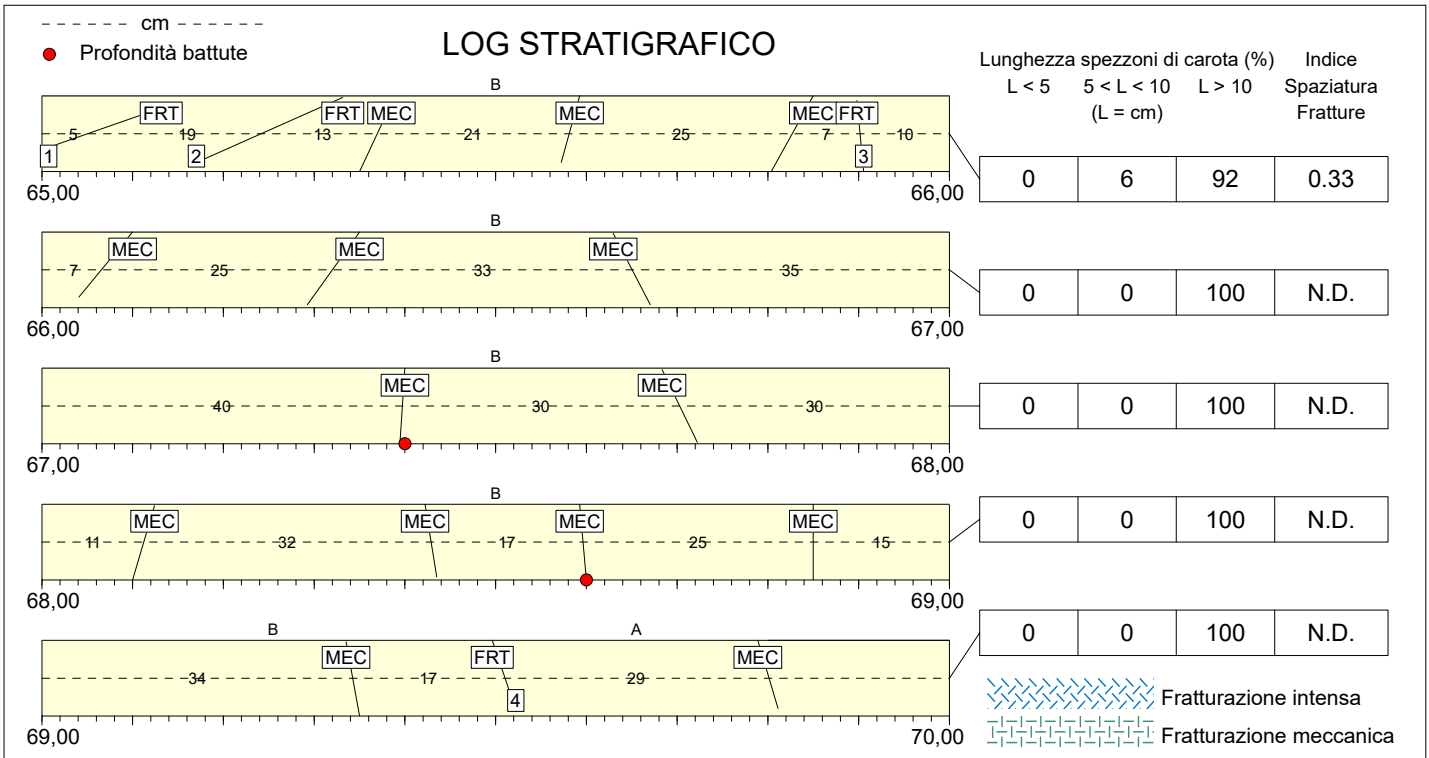 cm
Profondità battute
LOG STRATIGRAFICO
Lunghezza spezzoni di carota (%) Indice
L < 5 5 < L < 10 L > 10 Spaziatura
(L = cm) Fratture
B
FRT FRT MEC MEC MEC FRT
5 19 13 21 25 7 10
1 2 3
65,00 66,00
0 6 92 0.33
B
MEC MEC MEC
7 25 33 35
66,00 67,00
0 0 100 N.D.
B
MEC MEC
40 30 30
67,00 68,00
0 0 100 N.D.
B
MEC MEC MEC MEC
11 32 17 25 15
68,00 69,00
0 0 100 N.D.
B A
MEC FRT MEC
34 17 29
4
69,00 70,00
0 0 100 N.D.
Fratturazione intensa
Fratturazione meccanica